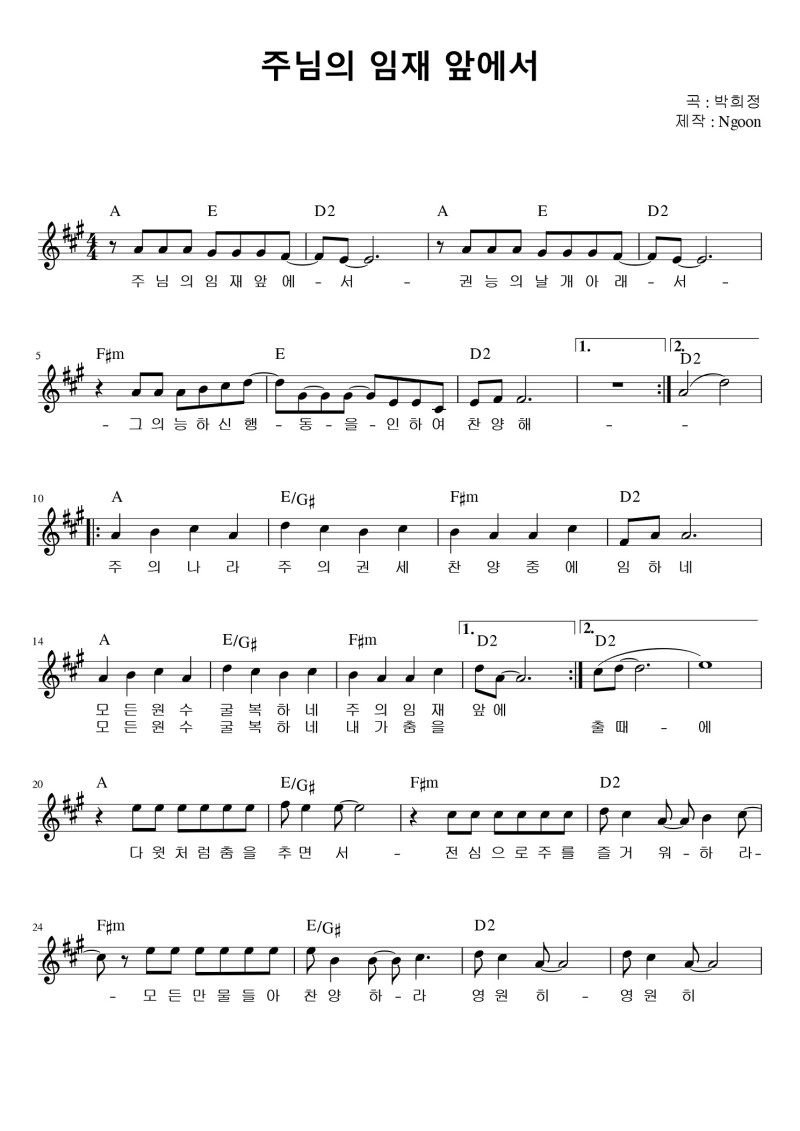 주님의 임재 앞에서
곡 : 박희정
제작 : Ngoon
A E D2 A E D2
주 님 의 임 재 앞 에 - 서 - 권 능 의 날 개 아 래 - 서 -
5 F#m E D2 1. 2. D2
- 그 의 능 하 신 행 - 동 - 을 - 인 하 여 찬 양 해 - -
10 A E/G# F#m D2
주 의 나 라 주 의 권 세 찬 양 중 에 임 하 네
14 A E/G# F#m 1. D2 2. D2
모 든 원 수 굴 복 하 네 주 의 임 재 앞 에
모 든 원 수 굴 복 하 네 내 가 춤 을 출 때 - 에
20 A E/G# F#m D2
다 윗 처 럼 춤 을 추 면 서 - 전 심 으 로 주 를 즐 거 워 - 하 라 -
24 F#m E/G# D2
- 모 든 만 물 들 아 찬 양 하 - 라 영 원 히 - 영 원 히